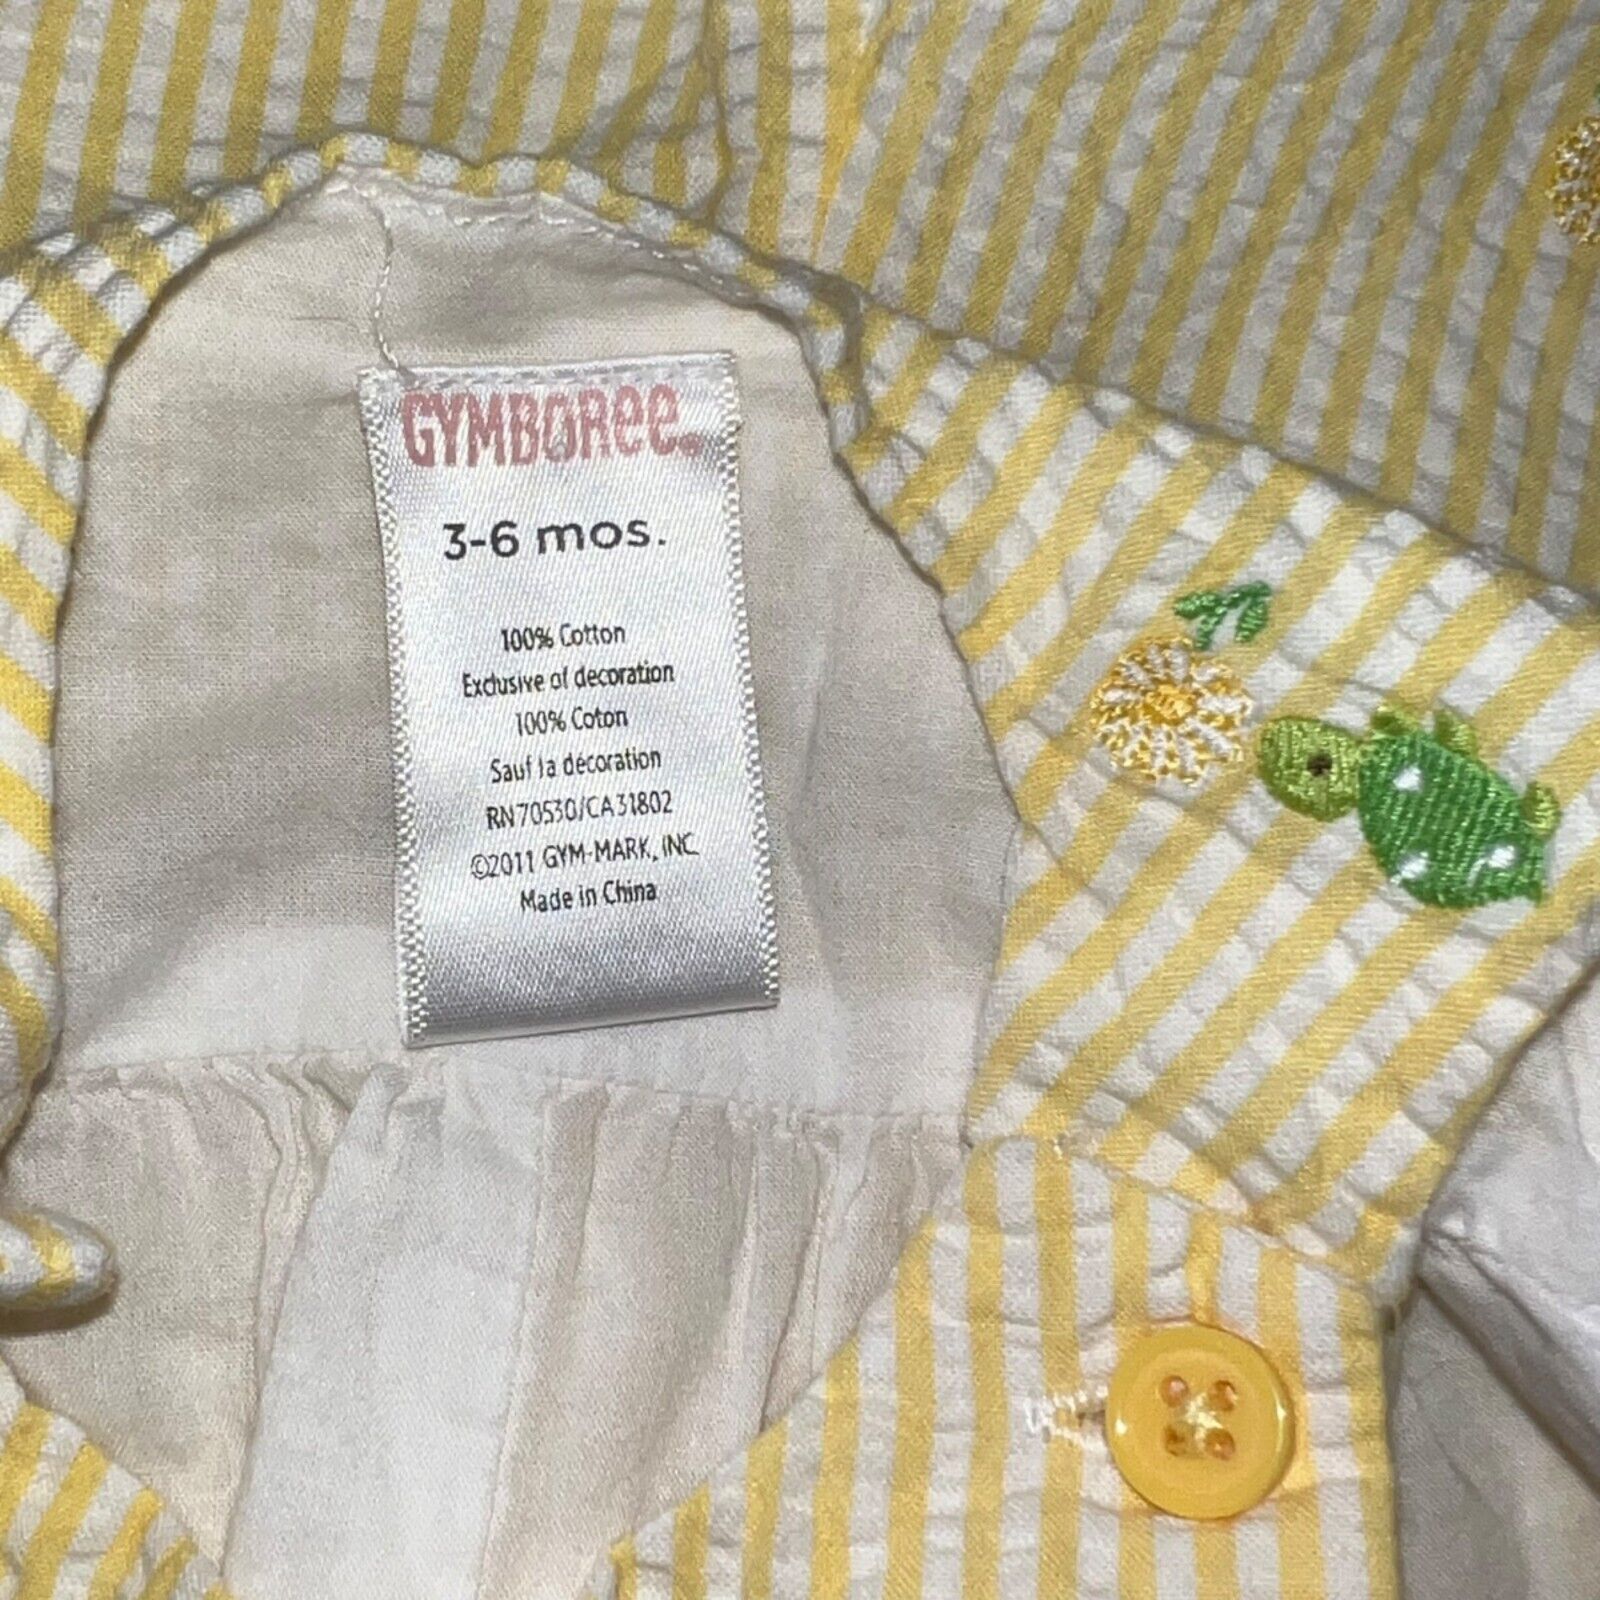 GYMBOREE
3-6 mos.
100% Cotton
Exclusive of decoration
100% Coton
Sauf la décoration
RN70530/CA31802
©2011 GYM-MARK, INC.
Made in China